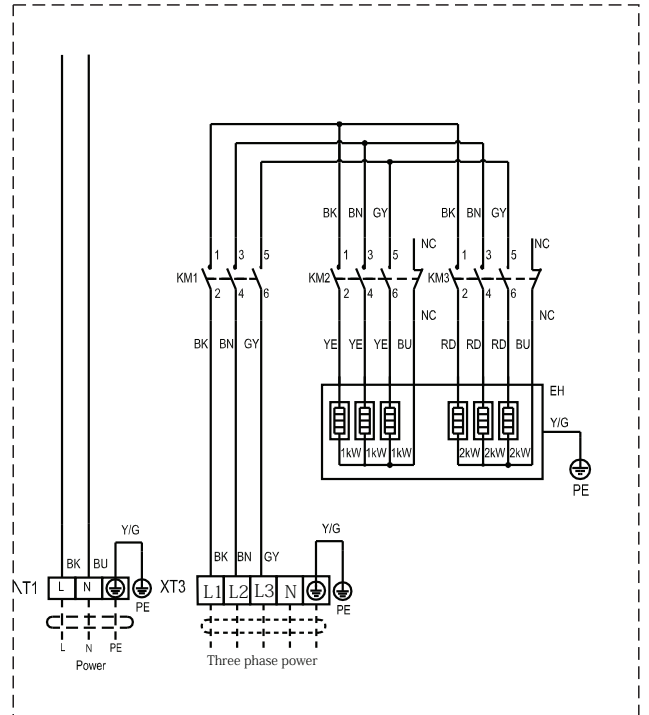 BK BN GY BK BN GY
NC NC
1 3 5 1 3 5 1 3 5
KM1 KM2 KM3
2 4 6 2 4 6 2 4 6
NC NC
BK BN GY YE YE YE BU RD RD RD BU
EH
Y/G
1kW 1kW 1kW 2kW 2kW 2kW
PE
Y/G Y/G
BK BU BK BN GY
L N XT3 L1 L2 L3 N
PE PE
L N PE
Power Three phase power